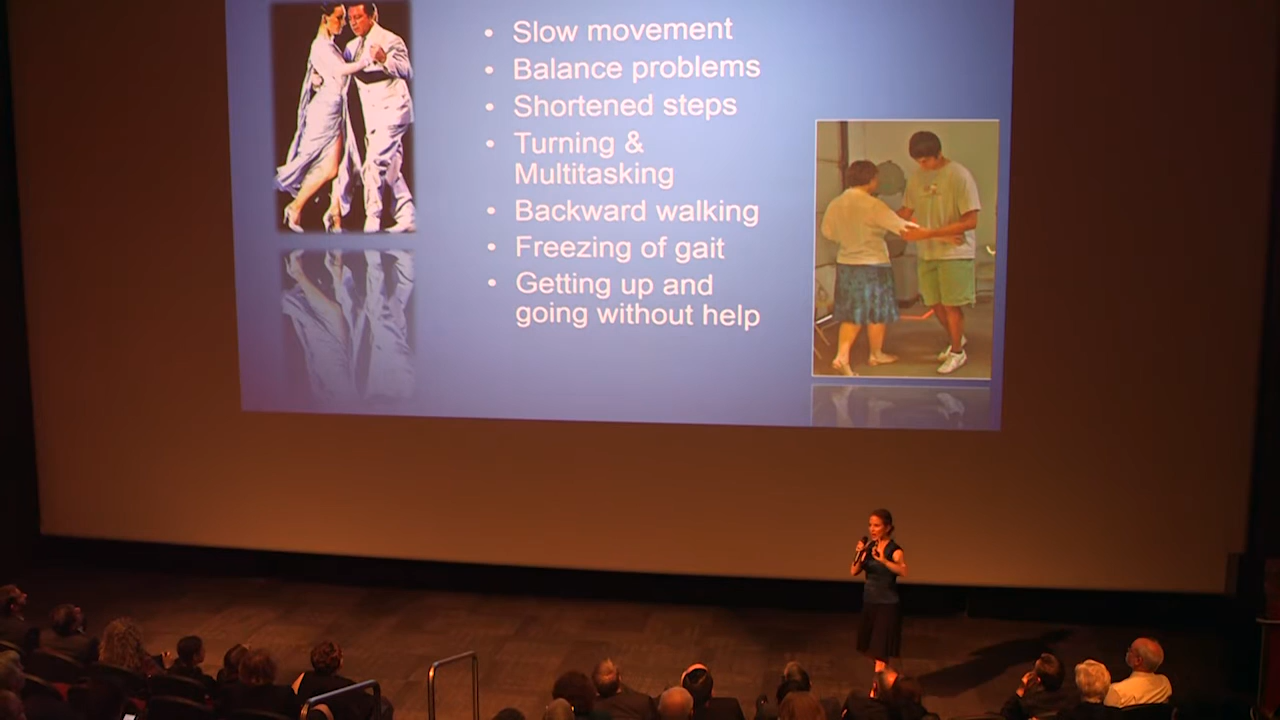 • Slow movement
• Balance problems
• Shortened steps
• Turning &
Multitasking
• Backward walking
• Freezing of gait
• Getting up and
going without help